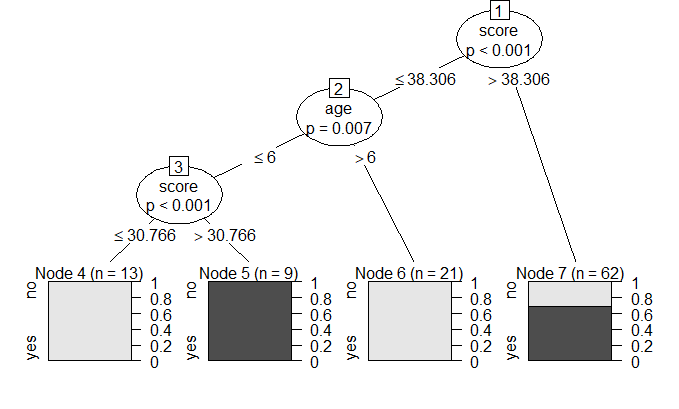 1
score
p < 0.001
≤ 38.306
> 38.306
2
age
p = 0.007
≤ 6
> 6
3
score
p < 0.001
≤ 30.766
> 30.766
Node 4 (n = 13)
no
yes
1
0.8
0.6
0.4
0.2
0
Node 5 (n = 9)
no
yes
1
0.8
0.6
0.4
0.2
0
Node 6 (n = 21)
no
yes
1
0.8
0.6
0.4
0.2
0
Node 7 (n = 62)
no
yes
1
0.8
0.6
0.4
0.2
0